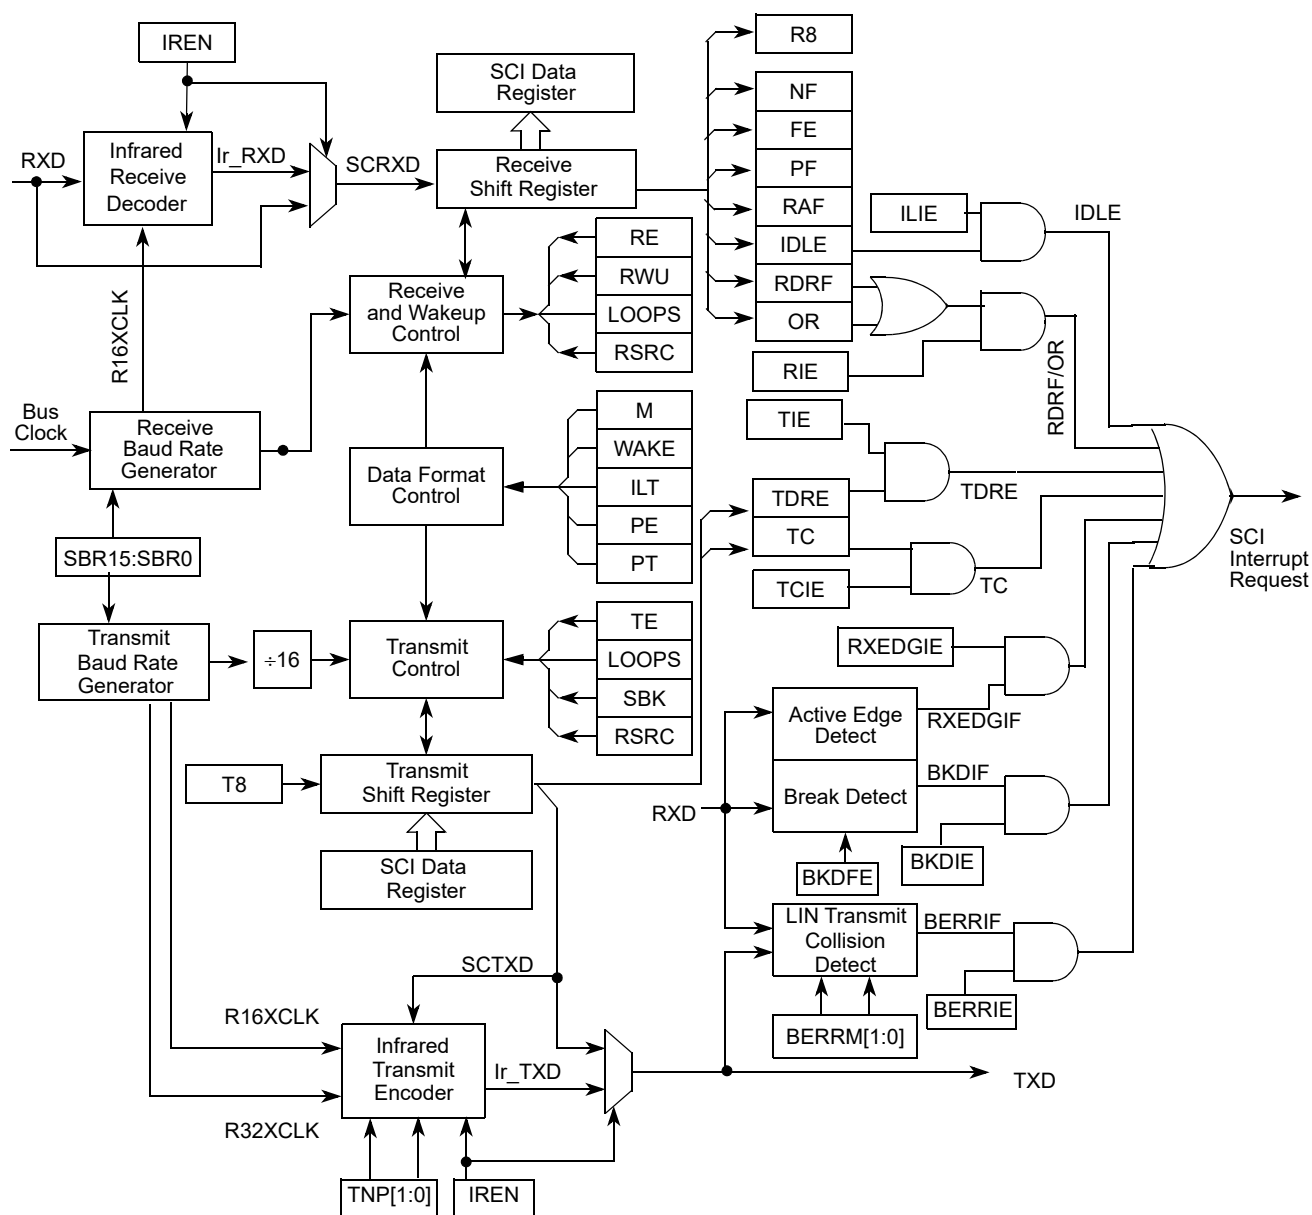 IREN
R8
SCI Data
Register
NF
FE
PF
RAF
IDLE
RDRF
OR
RXD
Infrared
Receive
Decoder
Ir_RXD
SCRXD
Receive
Shift Register
ILIE
IDLE
RE
RWU
LOOPS
RSRC
Receive
and Wakeup
Control
R16XCLK
RIE
RDRF/OR
Bus
Clock
Receive
Baud Rate
Generator
M
WAKE
ILT
PE
PT
Data Format
Control
TIE
TDRE
TC
TDRE
TCIE
TC
SCI
Interrupt
Request
SBR15:SBR0
Transmit
Baud Rate
Generator
÷16
Transmit
Control
TE
LOOPS
SBK
RSRC
RXEDGIE
Active Edge
Detect
RXEDGIF
T8
Transmit
Shift Register
RXD
Break Detect
BKDIF
BKDIE
BKDFE
SCI Data
Register
LIN Transmit
Collision
Detect
BERRIF
BERRIE
BERRM[1:0]
SCTXD
R16XCLK
Infrared
Transmit
Encoder
Ir_TXD
R32XCLK
TXD
TNP[1:0]
IREN